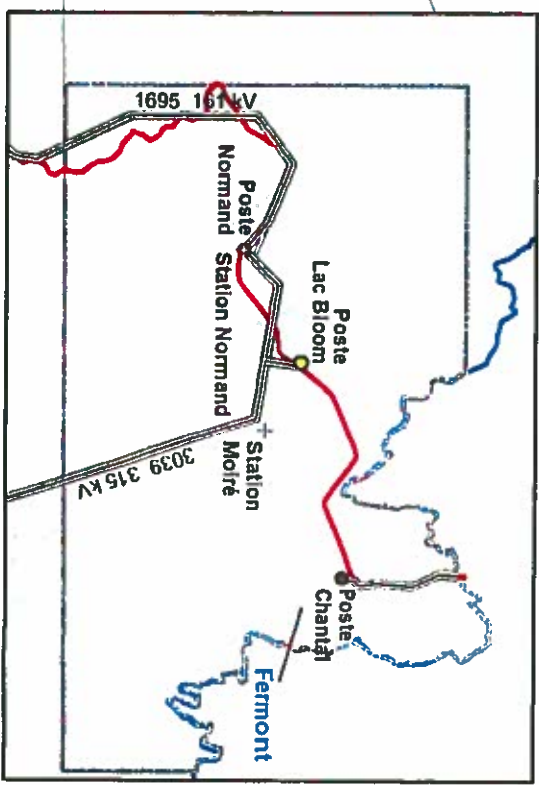 1695 161 kV
Poste
Normand
Station Normand
Poste
Lac Bloom
Station
Moiré
3039 315 kV
Poste
Chantal
Fermont